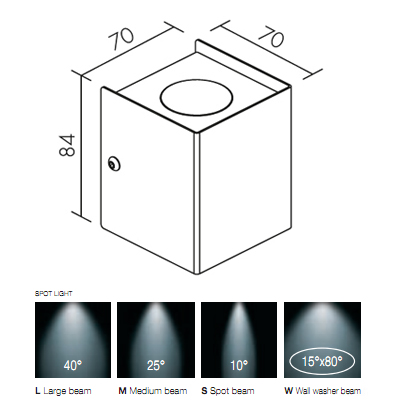 70
70
84
SPOT LIGHT
40°
25°
10°
15°x80°
L Large beam
M Medium beam
S Spot beam
W Wall washer beam